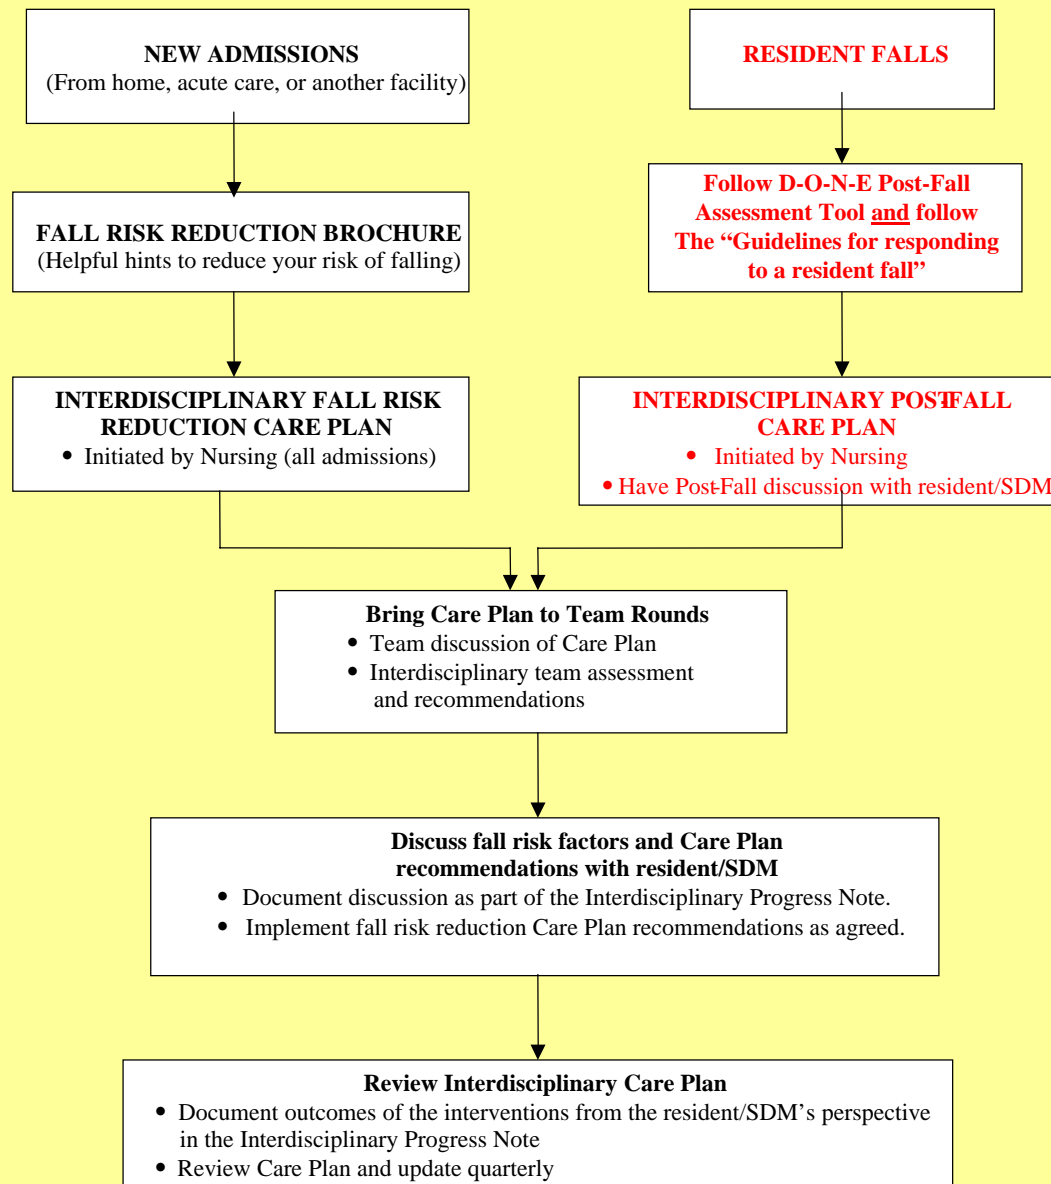 NEW ADMISSIONS
(From home, acute care, or another facility)
RESIDENT FALLS
FALL RISK REDUCTION BROCHURE
(Helpful hints to reduce your risk of falling)
Follow D-O-N-E Post-Fall
Assessment Tool and follow
The “Guidelines for responding
to a resident fall”
INTERDISCIPLINARY FALL RISK
REDUCTION CARE PLAN
• Initiated by Nursing (all admissions)
INTERDISCIPLINARY POST-FALL
CARE PLAN
• Initiated by Nursing
• Have Post-Fall discussion with resident/SDM
Bring Care Plan to Team Rounds
• Team discussion of Care Plan
• Interdisciplinary team assessment
and recommendations
Discuss fall risk factors and Care Plan
recommendations with resident/SDM
• Document discussion as part of the Interdisciplinary Progress Note.
• Implement fall risk reduction Care Plan recommendations as agreed.
Review Interdisciplinary Care Plan
• Document outcomes of the interventions from the resident/SDM’s perspective
in the Interdisciplinary Progress Note
• Review Care Plan and update quarterly